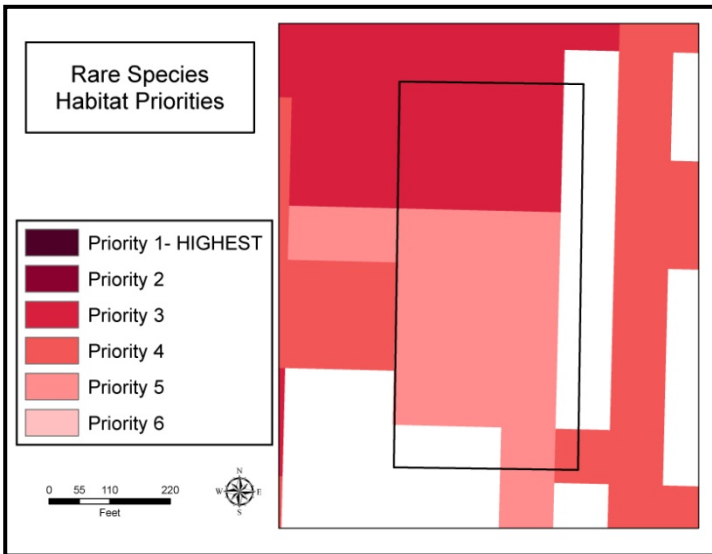 Rare Species
Habitat Priorities
Priority 1- HIGHEST
Priority 2
Priority 3
Priority 4
Priority 5
Priority 6
0 55 110 220
Feet
N
W E
S